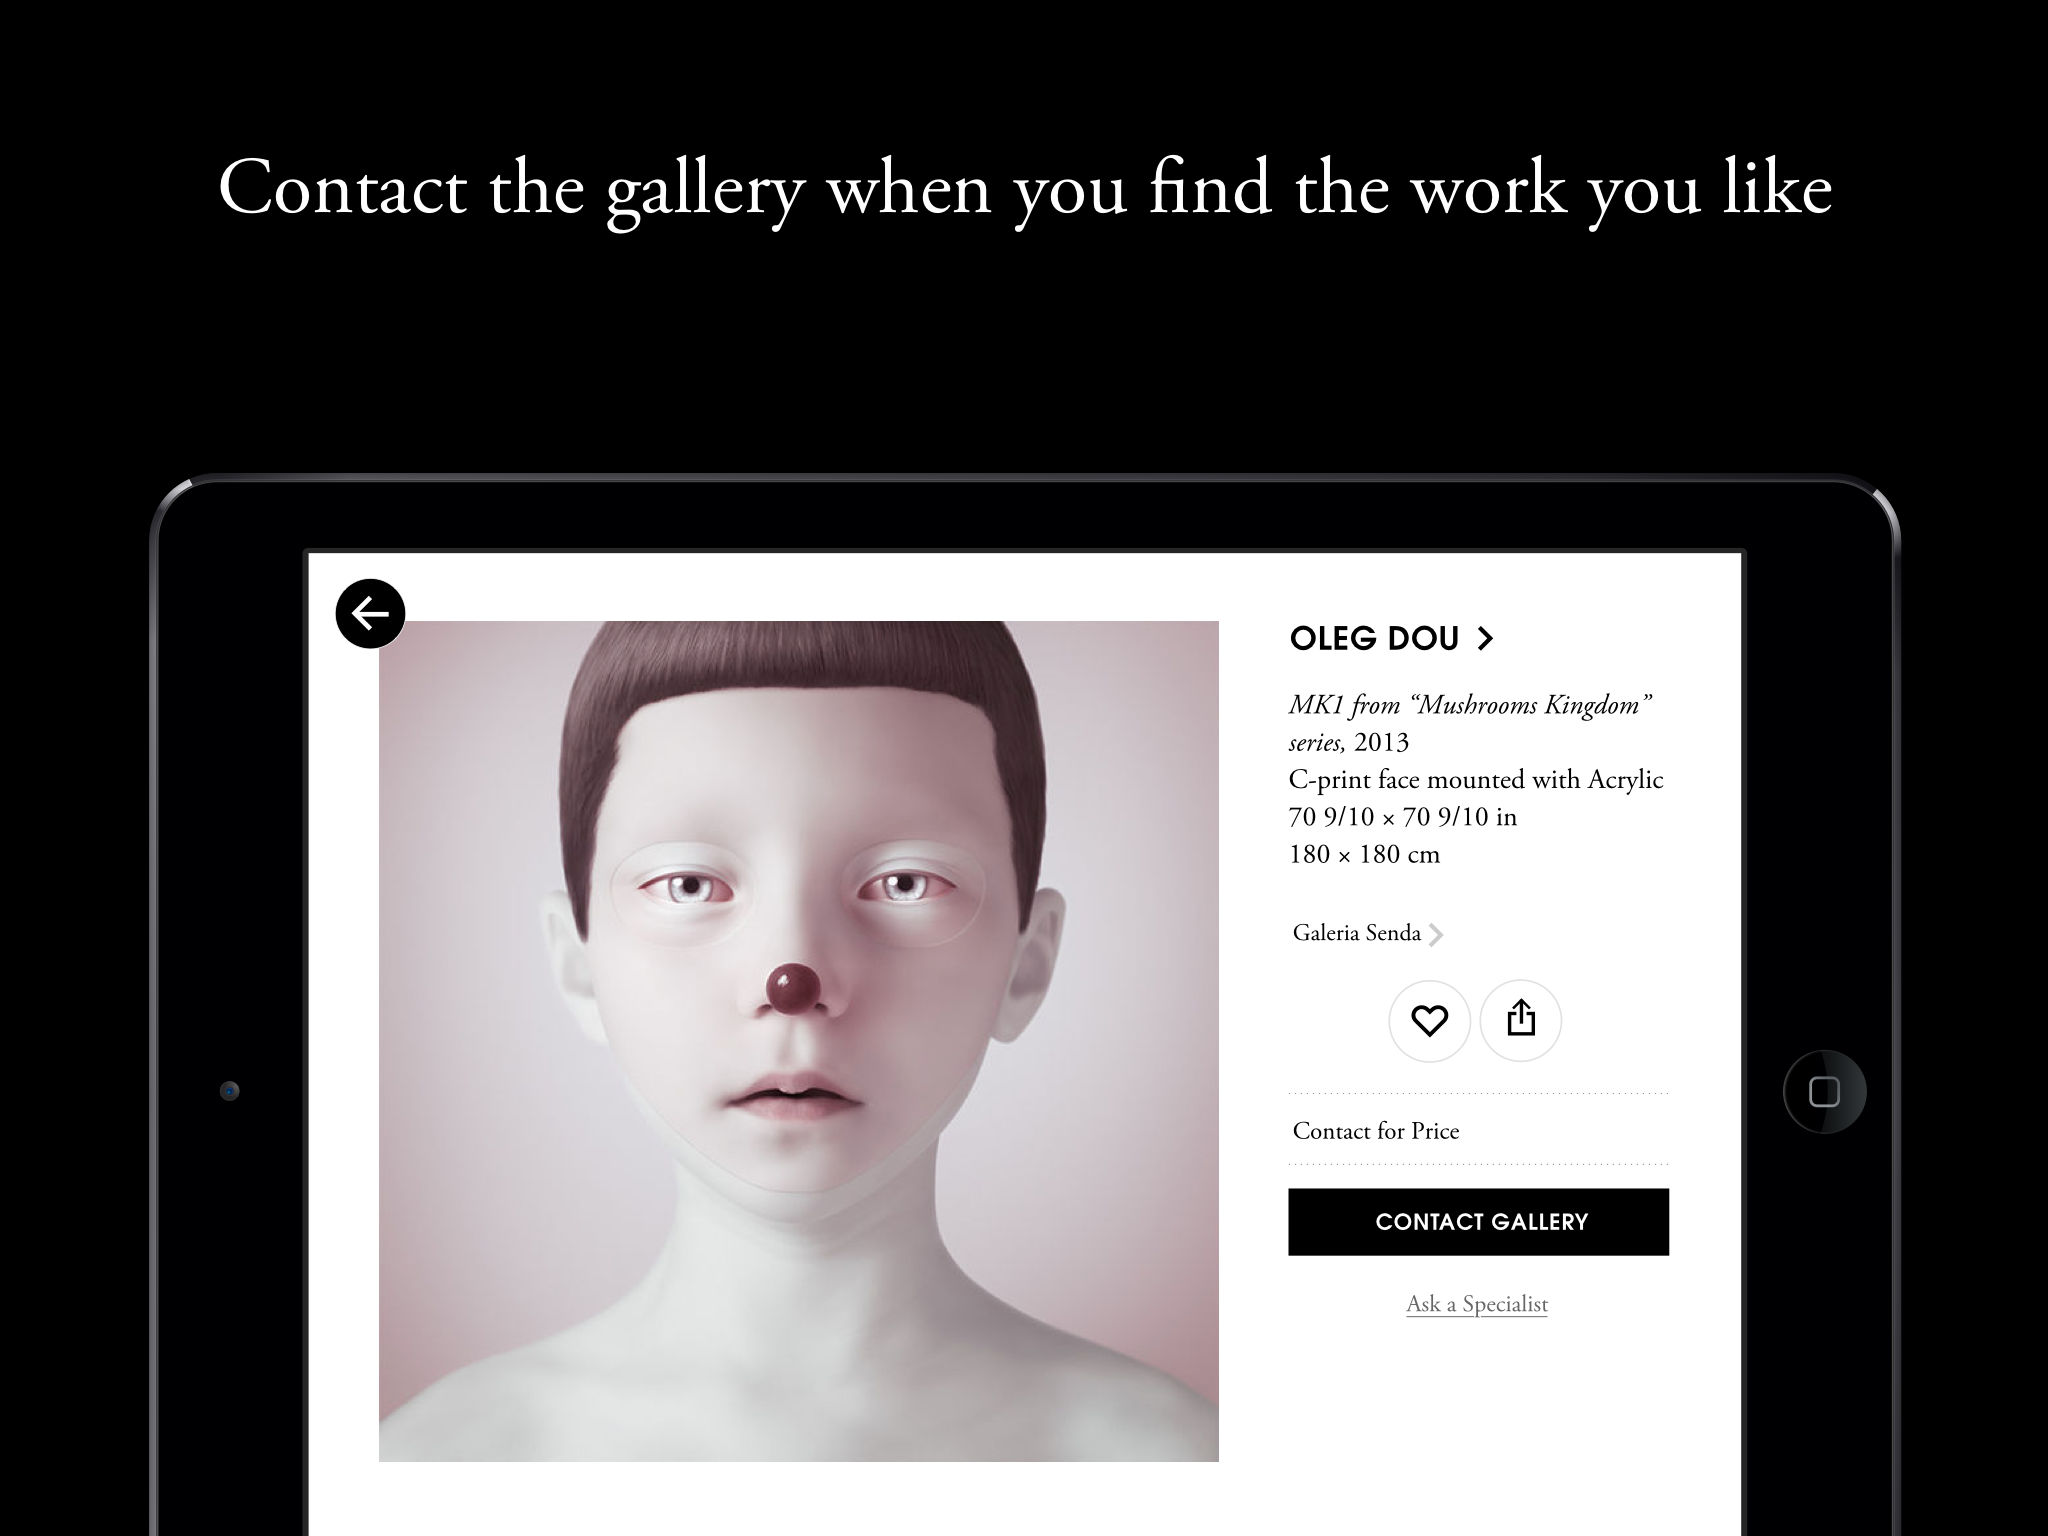 Contact the gallery when you find the work you like
OLEG DOU
MK1 from “Mushrooms Kingdom”
series, 2013
C-print face mounted with Acrylic
70 9/10 × 70 9/10 in
180 × 180 cm
Galeria Senda
Contact for Price
CONTACT GALLERY
Ask a Specialist